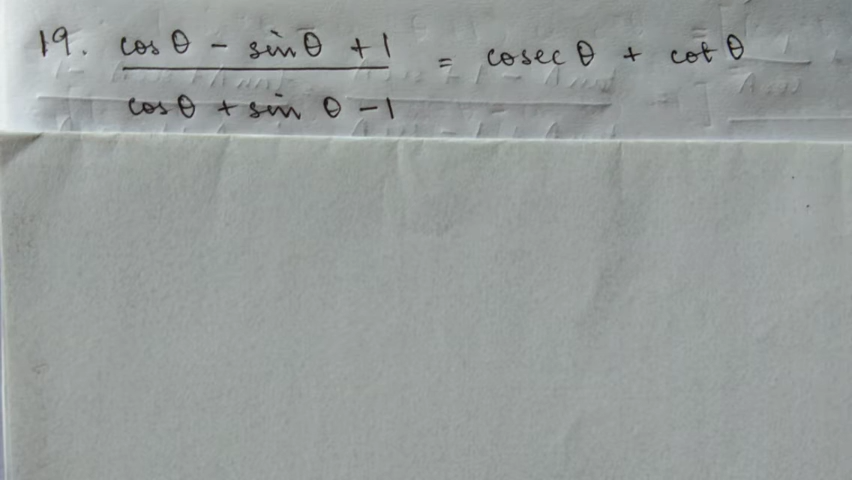 19. cos θ - sin θ + 1 = cosec θ + cot θ
cos θ + sin θ - 1